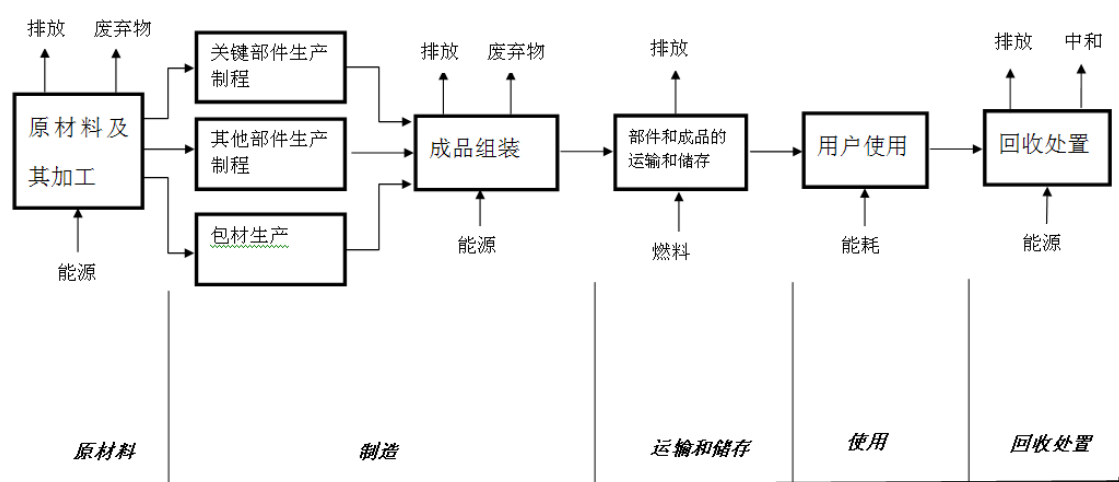 排放 废弃物
原材料及
其加工
能源
关键部件生产
制程
其他部件生产
制程
包材生产
排放 废弃物
成品组装
能源
排放
部件和成品的
运输和储存
燃料
用户使用
能耗
排放 中和
回收处置
能源
原材料
制造
运输和储存
使用
回收处置